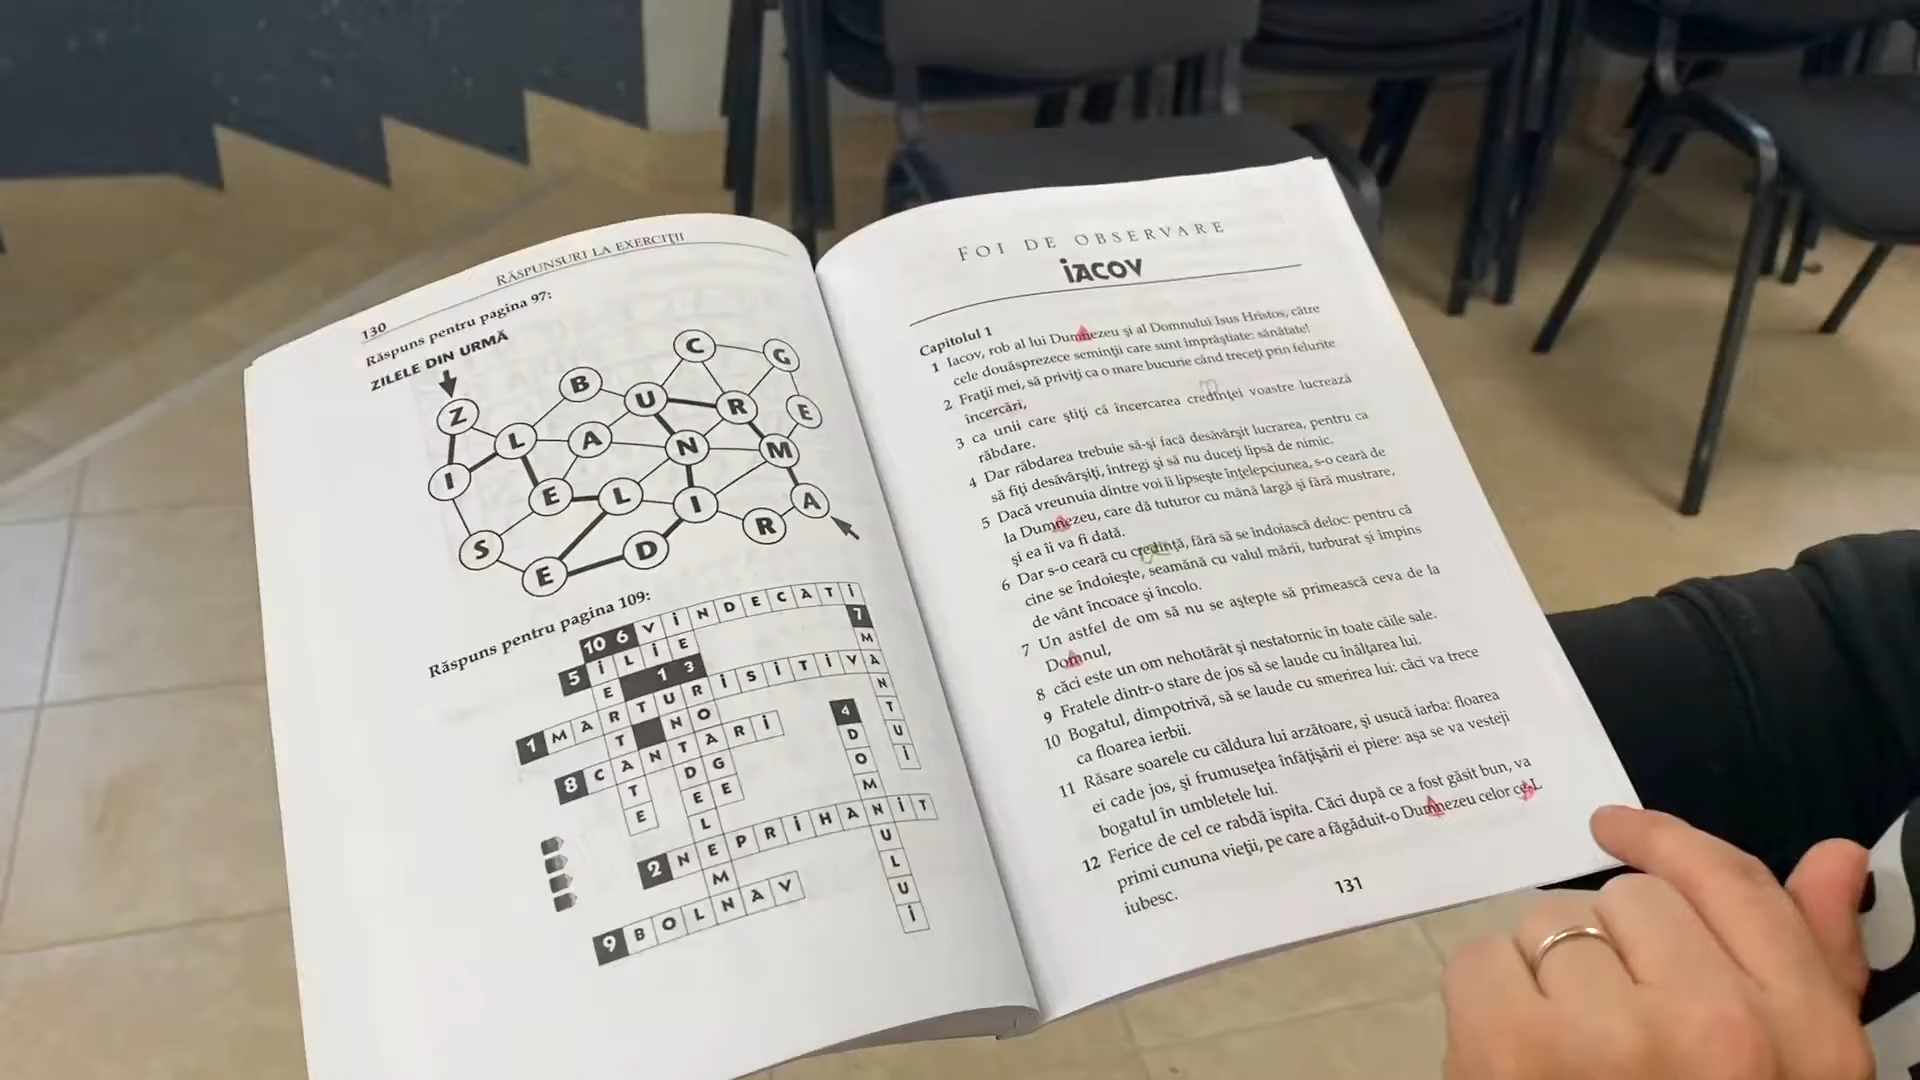 130
RĂSPUNSURI LA EXERCIȚII
Răspuns pentru pagina 97:
ZILELE DIN URMĂ
C
G
B
U
R
E
Z
L
A
N
M
I
E
L
I
A
S
R
D
E
Răspuns pentru pagina 109:
10 6 V İ N D E C A T İ
5 İ L İ E
7 M Â N T U İ
1 3
1 M Ă R T U R İ S İ T İ V Ă
4 D O M N U L U İ
8 C Â N T Ă R İ
2 N E P R İ H Ă N İ T
9 B O L N A V
FOI DE OBSERVARE
İACOV
Capitolul 1
1 Iacov, rob al lui Dumnezeu și al Domnului Isus Hristos, către
cele douăsprezece seminții care sunt împrăștiate: sănătate!
2 Frații mei, să priviți ca o mare bucurie când treceți prin felurite
încercări,
3 ca unii care știți că încercarea credinței voastre lucrează
răbdare.
4 Dar răbdarea trebuie să-și facă desăvârșit lucrarea, pentru ca
să fiți desăvârșiți, întregi și să nu duceți lipsă de nimic.
5 Dacă vreunuia dintre voi îi lipsește înțelepciunea, s-o ceară de
la Dumnezeu, care dă tuturor cu mână largă și fără mustrare,
și ea îi va fi dată.
6 Dar s-o ceară cu credință, fără să se îndoiască deloc: pentru că
cine se îndoiește, seamănă cu valul mării, turburat și împins
de vânt încoace și încolo.
7 Un astfel de om să nu se aștepte să primească ceva de la
Domnul,
8 căci este un om nehotărât și nestatornic în toate căile sale.
9 Fratele dintr-o stare de jos să se laude cu înălțarea lui.
10 Bogatul, dimpotrivă, să se laude cu smerirea lui: căci va trece
ca floarea ierbii.
11 Răsare soarele cu căldura lui arzătoare, și usucă iarba: floarea
ei cade jos, și frumusețea înfățișării ei piere: așa se va vesteji
bogatul în umbletele lui.
12 Ferice de cel ce rabdă ispita. Căci după ce a fost găsit bun, va
primi cununa vieții, pe care a făgăduit-o Dumnezeu celor ce-L
iubesc.
131